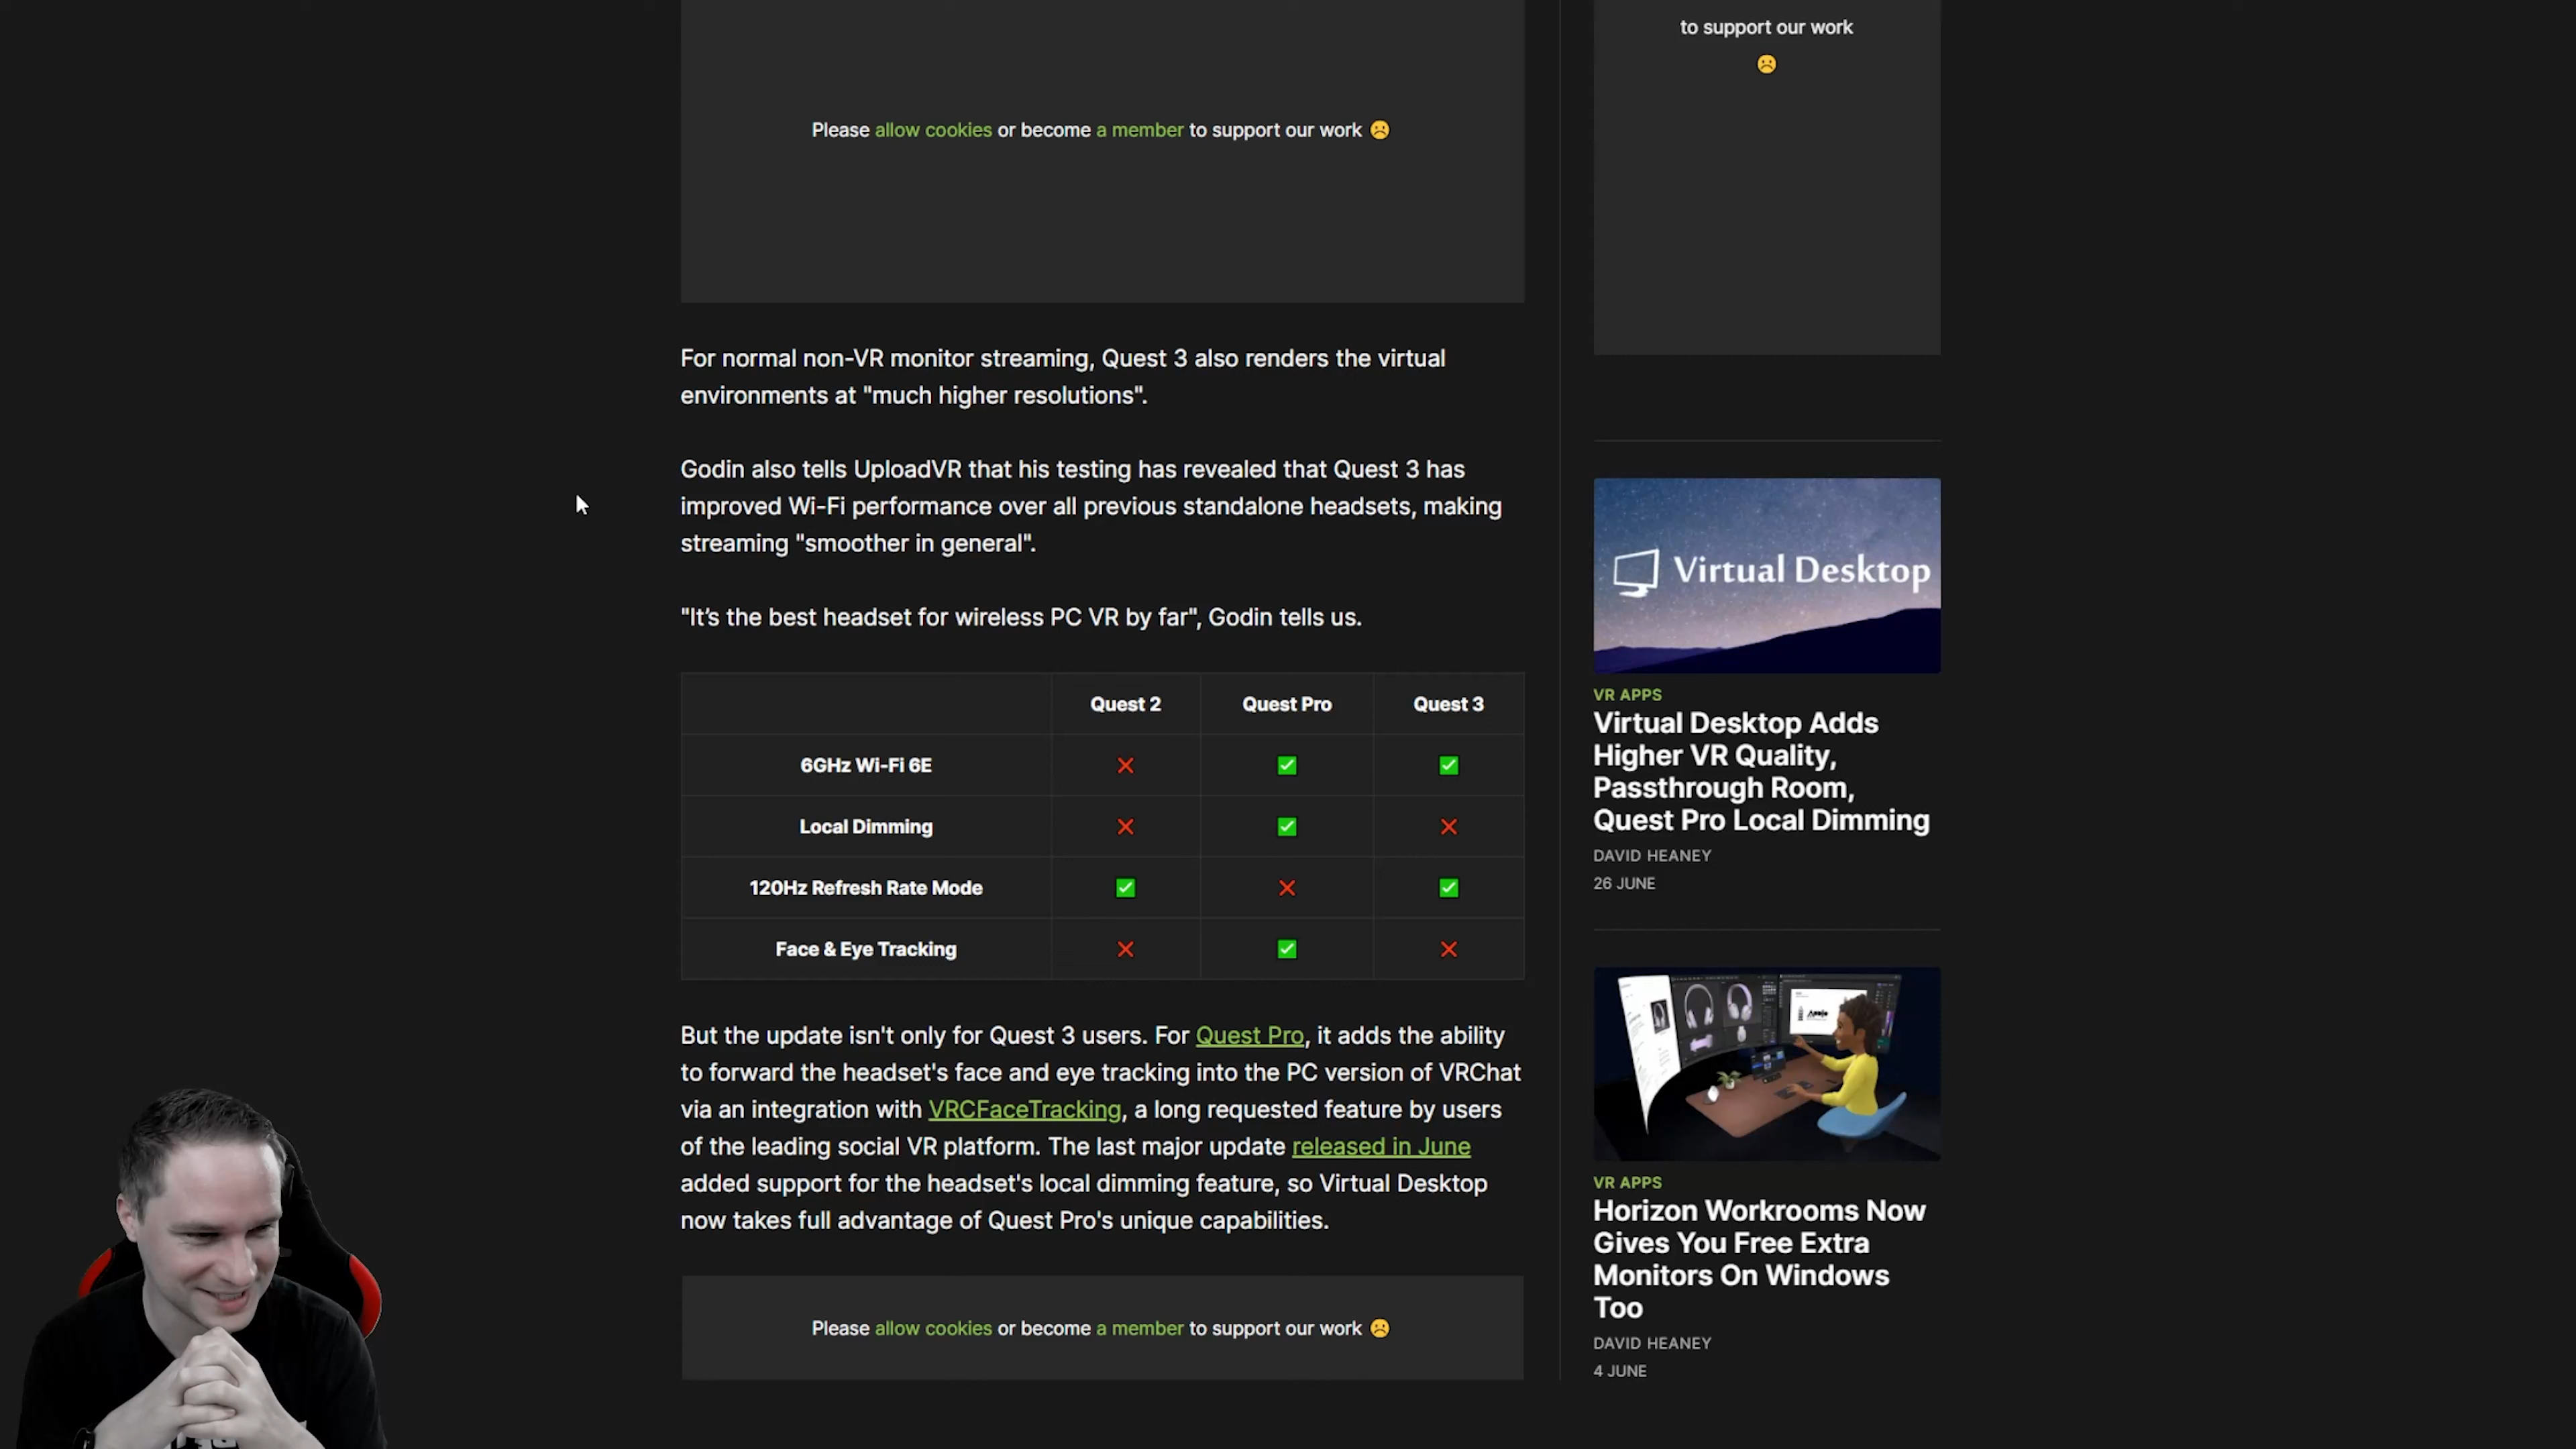 Please allow cookies or become a member to support our work
For normal non-VR monitor streaming, Quest 3 also renders the virtual
environments at "much higher resolutions".
Godin also tells UploadVR that his testing has revealed that Quest 3 has
improved Wi-Fi performance over all previous standalone headsets, making
streaming "smoother in general".
"It’s the best headset for wireless PC VR by far", Godin tells us.
Quest 2 Quest Pro Quest 3
6GHz Wi-Fi 6E ❌ ✅ ✅
Local Dimming ❌ ✅ ❌
120Hz Refresh Rate Mode ✅ ❌ ✅
Face & Eye Tracking ❌ ✅ ❌
But the update isn't only for Quest 3 users. For Quest Pro, it adds the ability
to forward the headset's face and eye tracking into the PC version of VRChat
via an integration with VRCFaceTracking, a long requested feature by users
of the leading social VR platform. The last major update released in June
added support for the headset's local dimming feature, so Virtual Desktop
now takes full advantage of Quest Pro's unique capabilities.
Please allow cookies or become a member to support our work
to support our work
Virtual Desktop
VR APPS
Virtual Desktop Adds
Higher VR Quality,
Passthrough Room,
Quest Pro Local Dimming
DAVID HEANEY
26 JUNE
VR APPS
Horizon Workrooms Now
Gives You Free Extra
Monitors On Windows
Too
DAVID HEANEY
4 JUNE